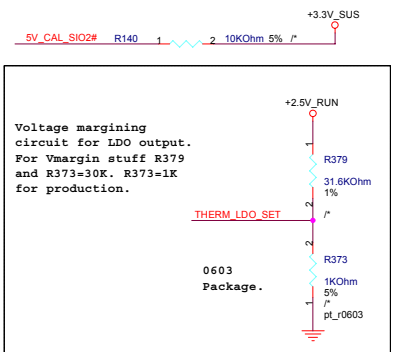 +3.3V_SUS
5V_CAL_SIO2# R140 1 2 10KOhm 5% /*
+2.5V_RUN
Voltage margining
circuit for LDO output.
For Vmargin stuff R379
and R373=30K. R373=1K
for production.
1
R379
31.6KOhm
1%
2
/*
THERM_LDO_SET
2
R373
0603
Package.
1KOhm
5%
1
/*
pt_r0603